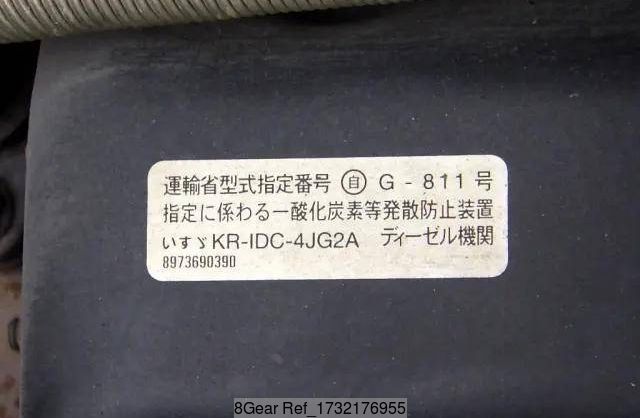 運輸省型式指定番号 ㊉ G-811号
指定に係わる一酸化炭素等発散防止装置
いすゞKR-IDC-4JG2A ディーゼル機関
8973690390
8Gear Ref_1732176955